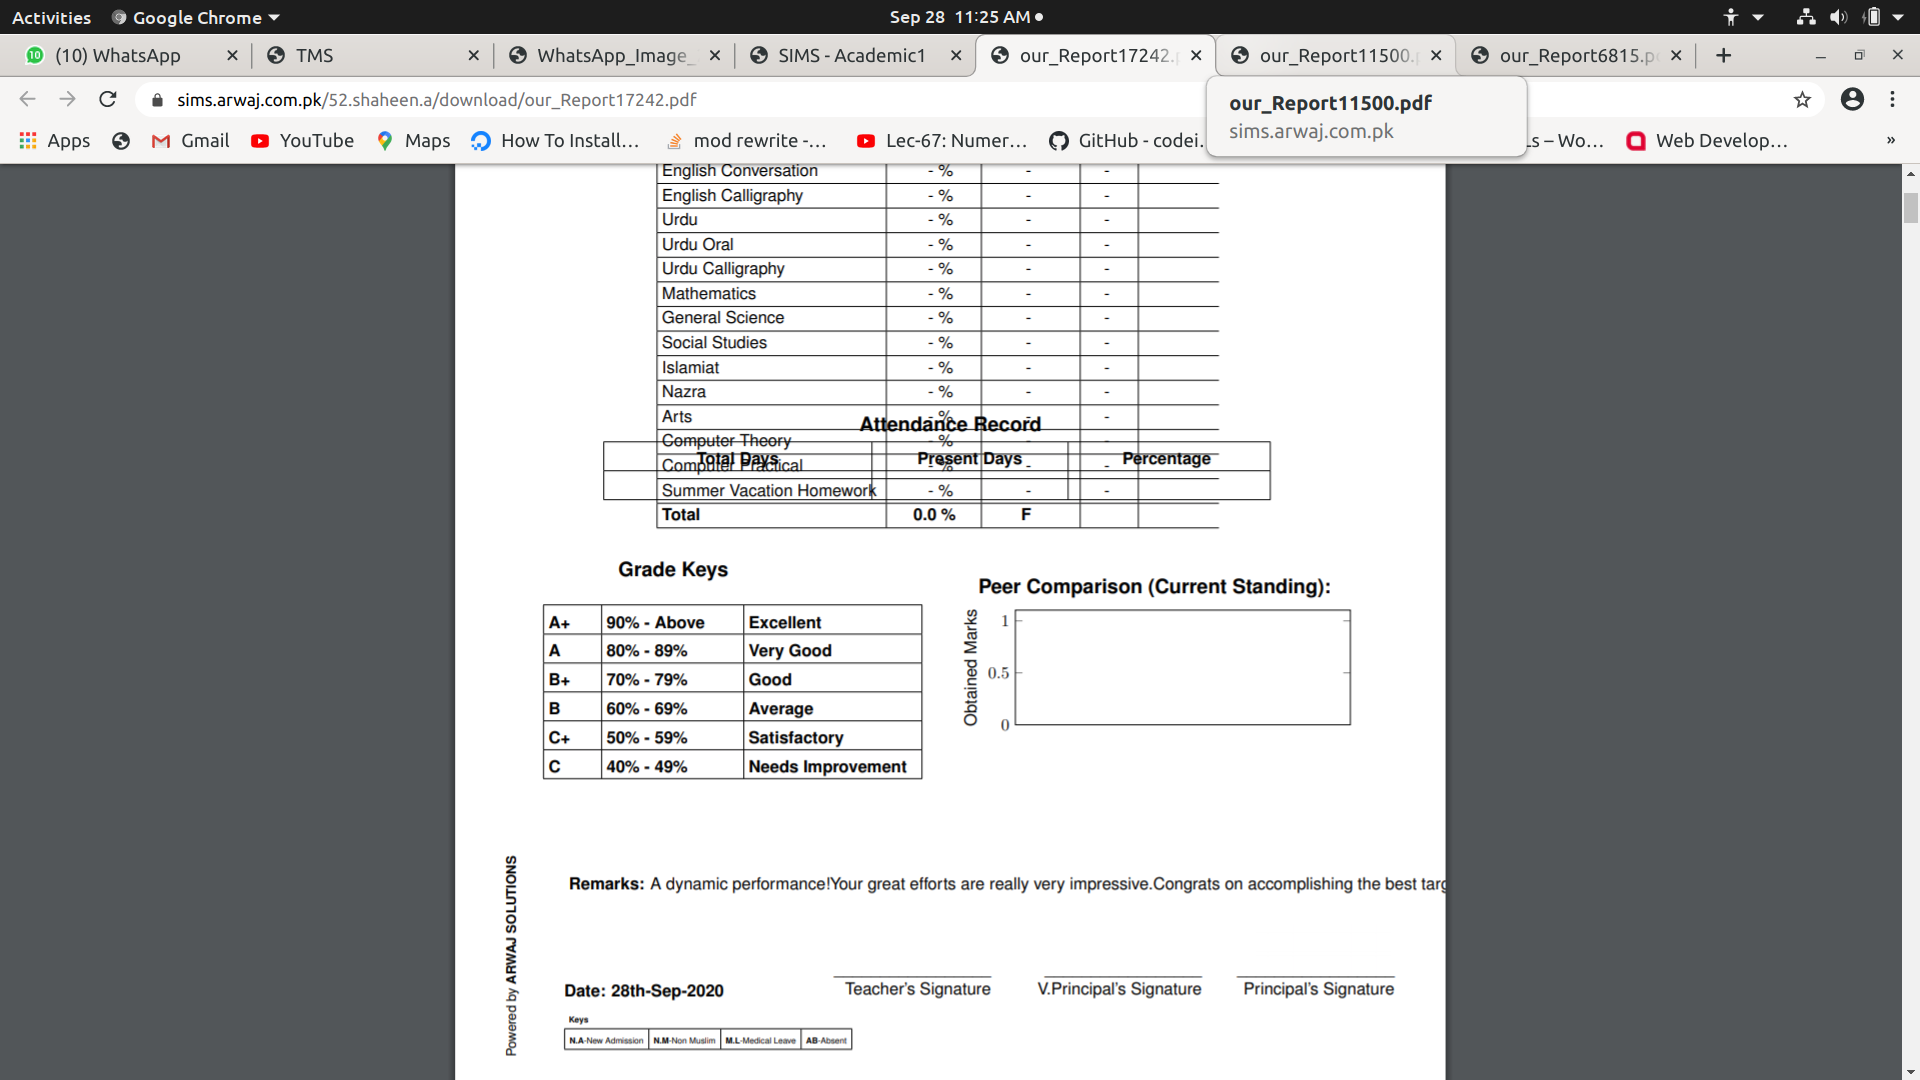 Activities Google Chrome Sep 28 11:25 AM
(10) WhatsApp TMS WhatsApp_Image_ SIMS - Academic1 our_Report17242.p our_Report11500. our_Report6815.p
sims.arwaj.com.pk/52.shaheen.a/download/our_Report17242.pdf
our_Report11500.pdf
sims.arwaj.com.pk
Apps Gmail YouTube Maps How To Install... mod rewrite -... Lec-67: Numer... GitHub - codei. Ls – Wo... Web Develop... »
English Conversation - % - -
English Calligraphy - % - -
Urdu - % - -
Urdu Oral - % - -
Urdu Calligraphy - % - -
Mathematics - % - -
General Science - % - -
Social Studies - % - -
Islamiat - % - -
Nazra - % - -
Arts - % - -
Attendance Record
Computer Theory - % - -
Total Days Present Days Percentage
Computer Practical - % - -
Summer Vacation Homework - % - -
Total 0.0 % F
Grade Keys
A+ 90% - Above Excellent
A 80% - 89% Very Good
B+ 70% - 79% Good
B 60% - 69% Average
C+ 50% - 59% Satisfactory
C 40% - 49% Needs Improvement
Peer Comparison (Current Standing):
Obtained Marks
1
0.5
0
Remarks: A dynamic performance!Your great efforts are really very impressive.Congrats on accomplishing the best targ
Powered by ARWAJ SOLUTIONS
Date: 28th-Sep-2020
Teacher's Signature V.Principal's Signature Principal's Signature
Keys
N.A-New Admission N.M-Non Muslim M.L-Medical Leave AB-Absent